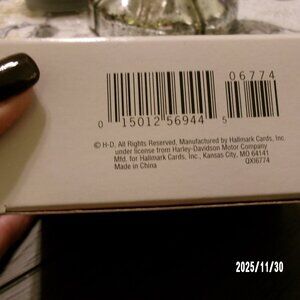 06774
0 15012 56944 5
© H-D, All Rights Reserved, Manufactured by Hallmark Cards, Inc.
under license from Harley-Davidson Motor Company
Mfd. for Hallmark Cards, Inc., Kansas City, MO 64141
Made in China QXI6774
2025/11/30